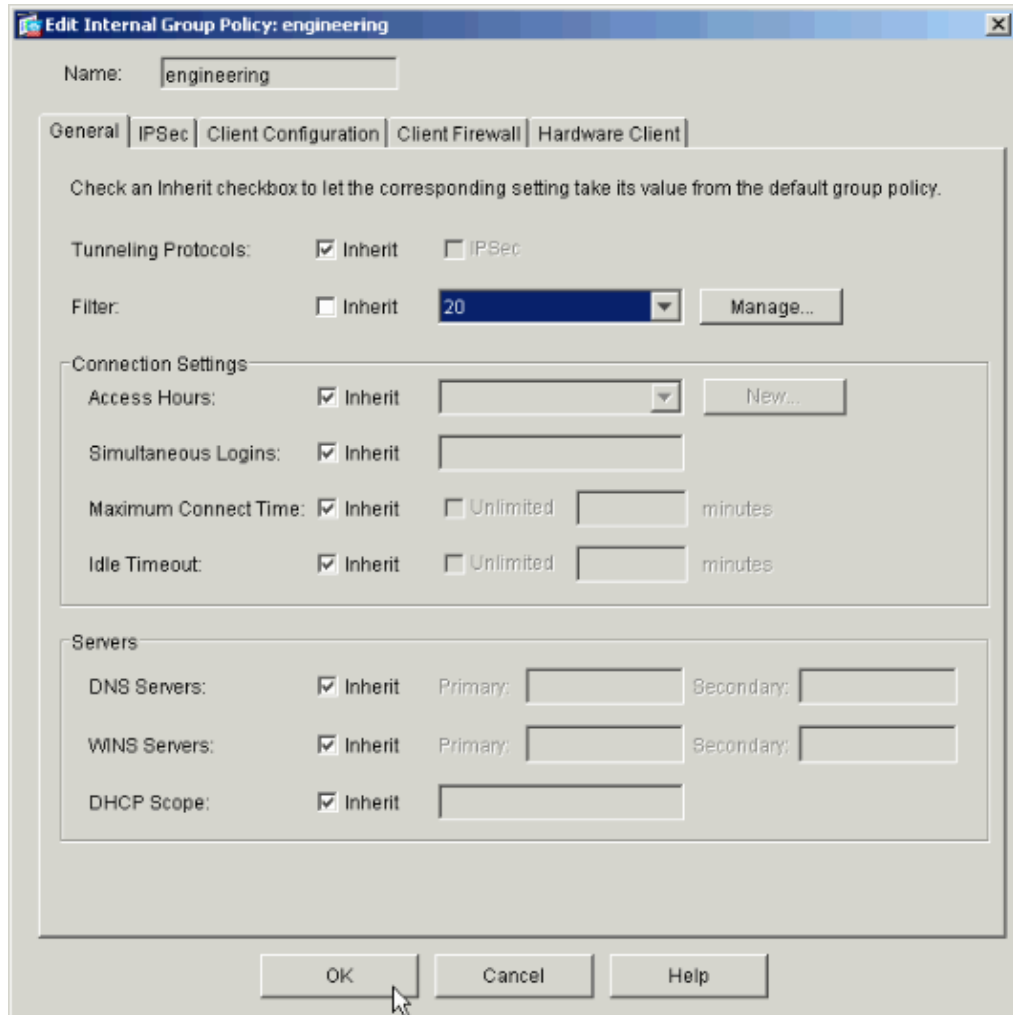 Edit Internal Group Policy: engineering
Name: engineering
General IPSec Client Configuration Client Firewall Hardware Client
Check an Inherit checkbox to let the corresponding setting take its value from the default group policy.
Tunneling Protocols: Inherit IPSec
Filter: Inherit 20 Manage...
Connection Settings
Access Hours: Inherit New...
Simultaneous Logins: Inherit
Maximum Connect Time: Inherit Unlimited minutes
Idle Timeout: Inherit Unlimited minutes
Servers
DNS Servers: Inherit Primary: Secondary:
WINS Servers: Inherit Primary: Secondary:
DHCP Scope: Inherit
OK Cancel Help